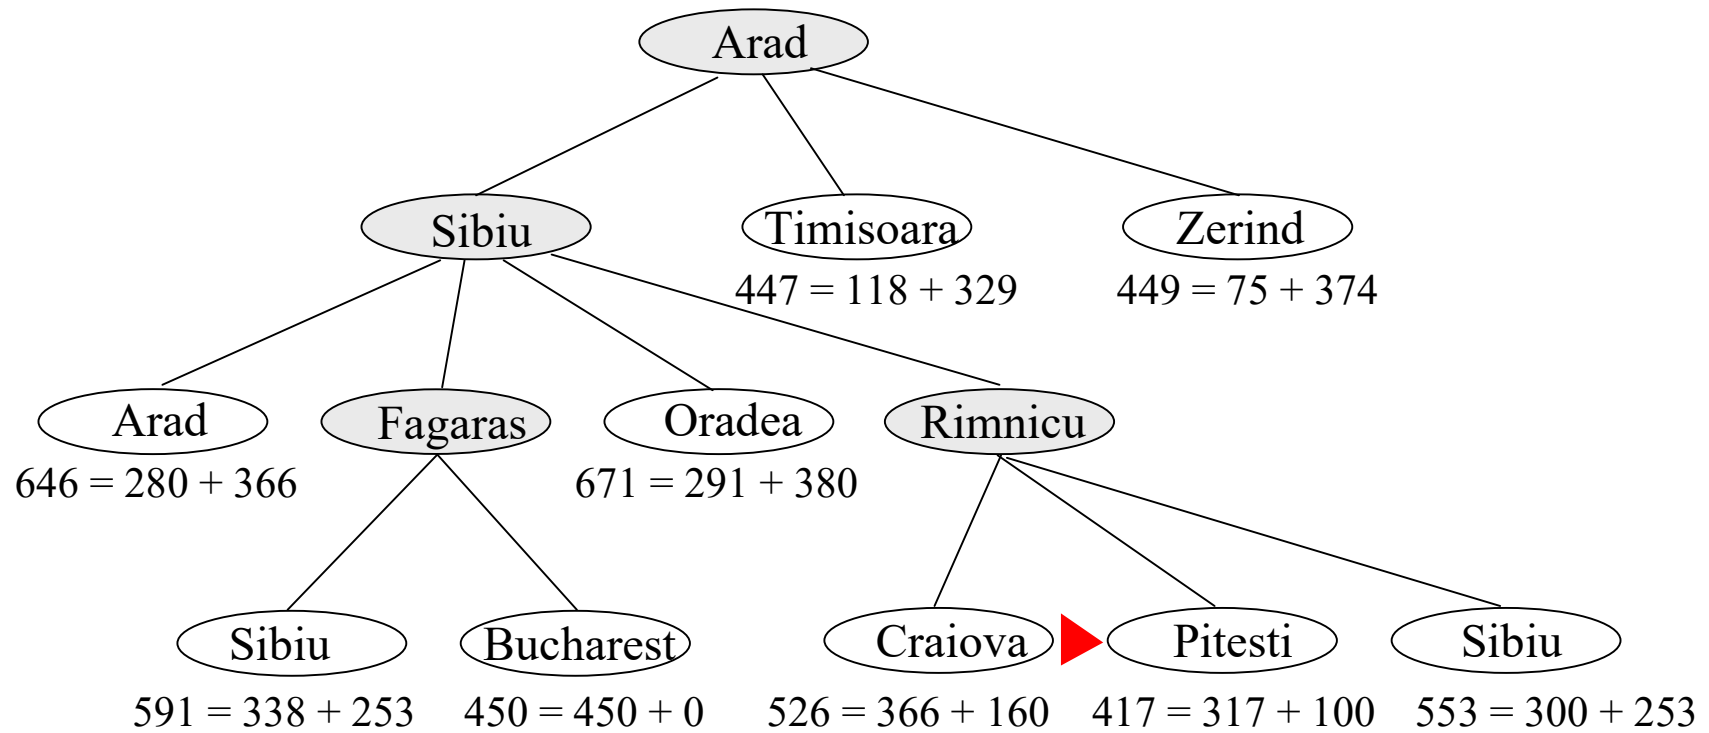 Arad
Sibiu
Timisoara
Zerind
447 = 118 + 329
449 = 75 + 374
Arad
Fagaras
Oradea
Rimnicu
646 = 280 + 366
671 = 291 + 380
Sibiu
Bucharest
Craiova
Pitesti
Sibiu
591 = 338 + 253
450 = 450 + 0
526 = 366 + 160
417 = 317 + 100
553 = 300 + 253